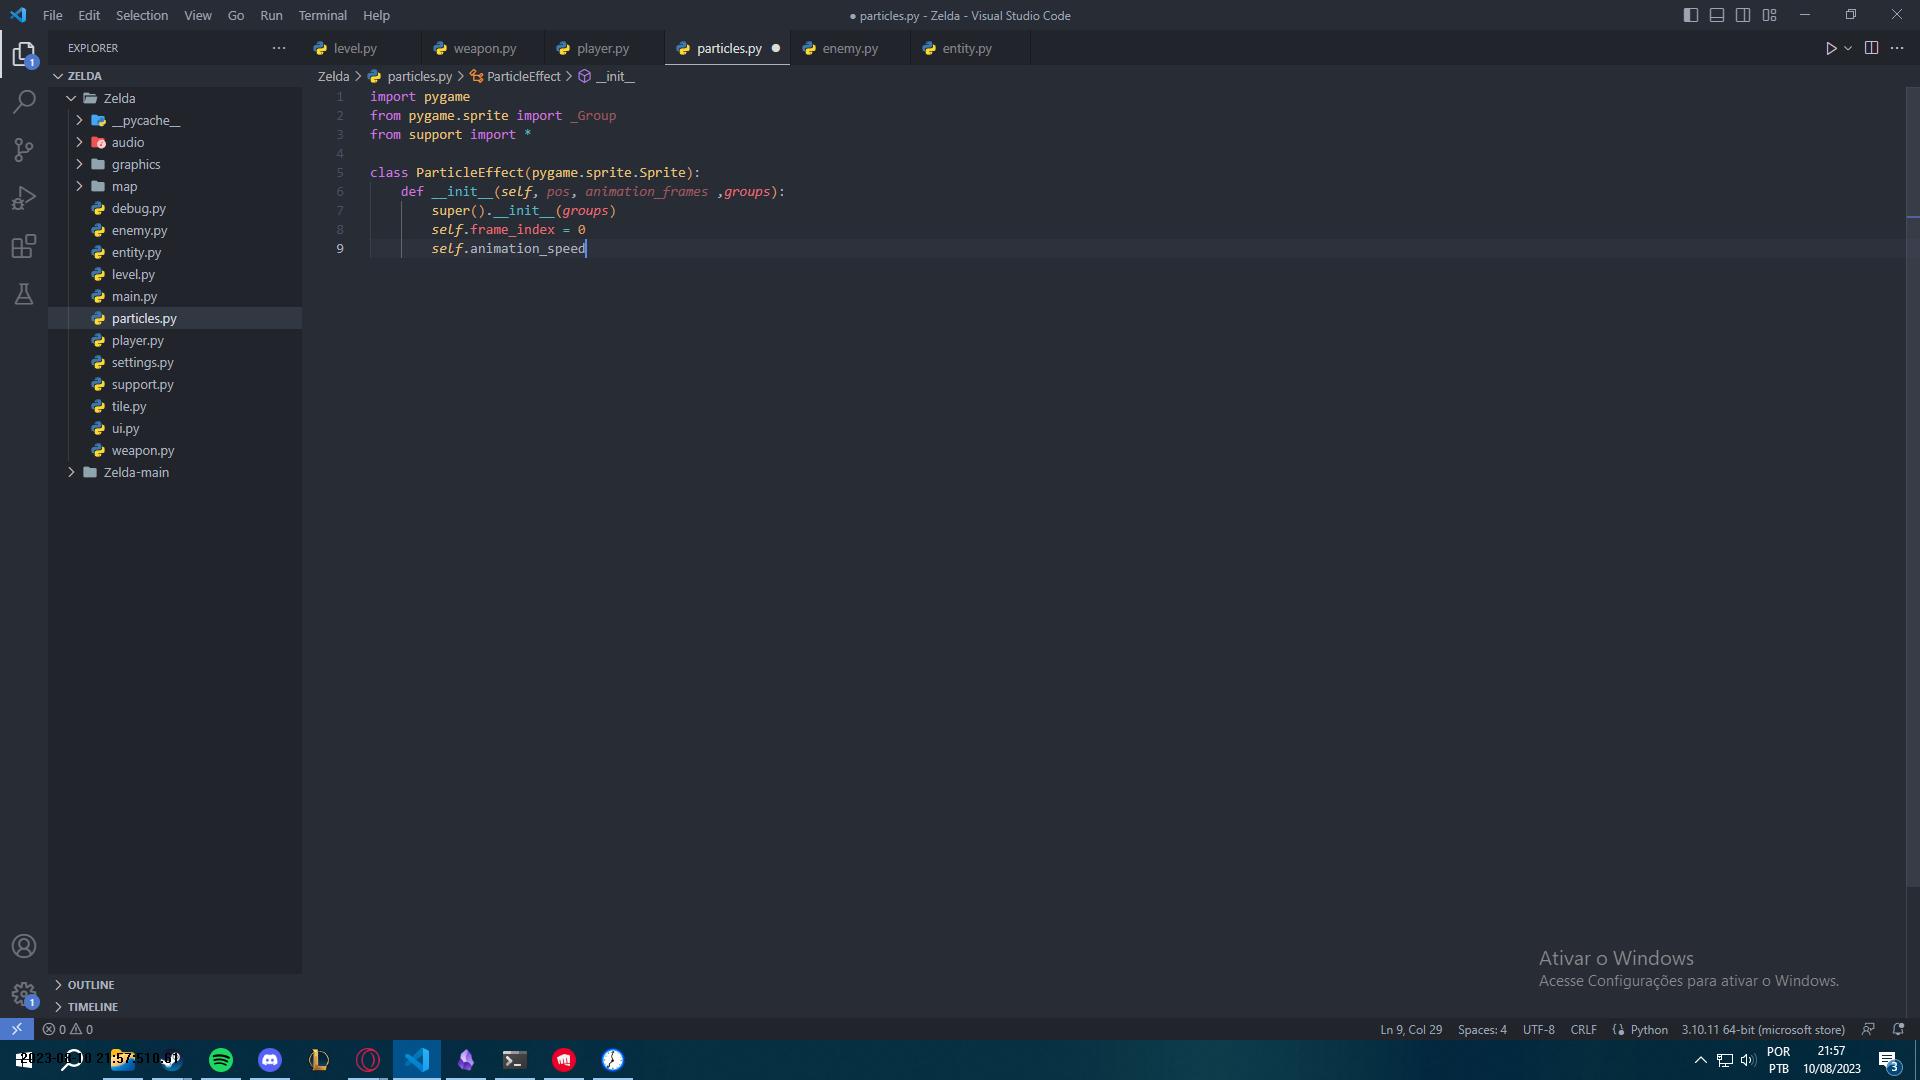 File Edit Selection View Go Run Terminal Help
● particles.py - Zelda - Visual Studio Code
EXPLORER
level.py
weapon.py
player.py
particles.py
enemy.py
entity.py
ZELDA
Zelda
__pycache__
audio
graphics
map
debug.py
enemy.py
entity.py
level.py
main.py
particles.py
player.py
settings.py
support.py
tile.py
ui.py
weapon.py
Zelda-main
OUTLINE
TIMELINE
Zelda > particles.py > ParticleEffect > __init__
1 import pygame
2 from pygame.sprite import _Group
3 from support import *
4
5 class ParticleEffect(pygame.sprite.Sprite):
6 def __init__(self, pos, animation_frames ,groups):
7 super().__init__(groups)
8 self.frame_index = 0
9 self.animation_speed
1
1
Ativar o Windows
Acesse Configurações para ativar o Windows.
0 0
Ln 9, Col 29 Spaces: 4 UTF-8 CRLF Python 3.10.11 64-bit (microsoft store)
POR
PTB
21:57
10/08/2023
3